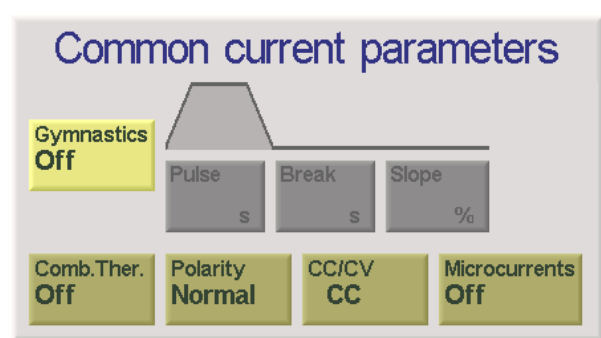 Common current parameters
Gymnastics
Off
Pulse
s
Break
s
Slope
%
Comb.Ther.
Off
Polarity
Normal
CC/CV
CC
Microcurrents
Off